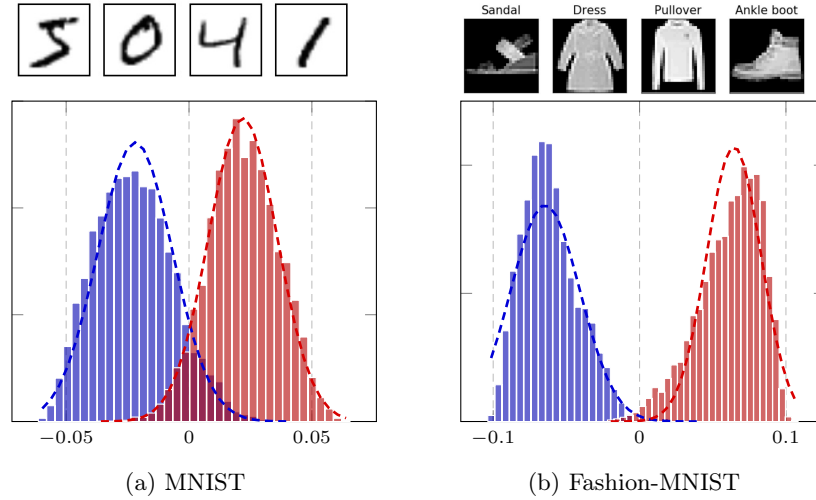 5 0 4 1
Sandal Dress Pullover Ankle boot
−0.05 0 0.05
−0.1 0 0.1
(a) MNIST
(b) Fashion-MNIST